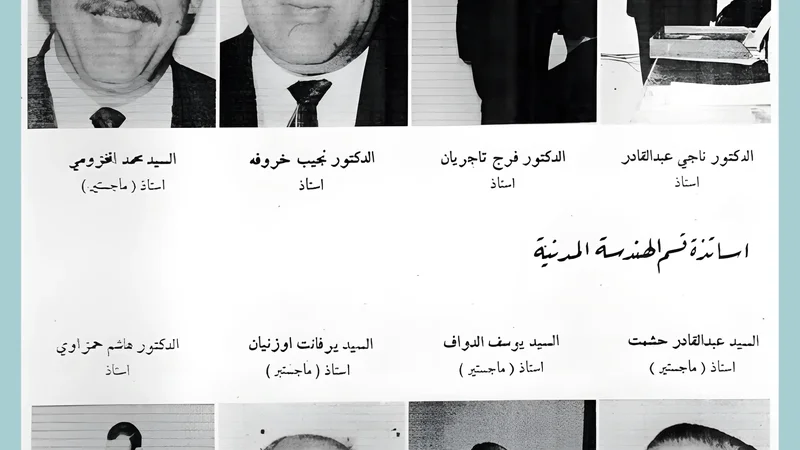 الدكتور ناجي عبدالقادر
استاذ
الدكتور فرج تاجريان
استاذ
الدكتور نجيب خروفه
استاذ
السيد محمد المخزومي
استاذ ( ماجستير )
اساتذة قسم الهندسة المدنية
السيد عبدالقادر حشمت
استاذ ( ماجستير )
السيد يوسف الدواف
استاذ ( ماجستير )
السيد يرفانت اوزنيان
استاذ ( ماجستير )
الدكتور هاشم حمزاوي
استاذ